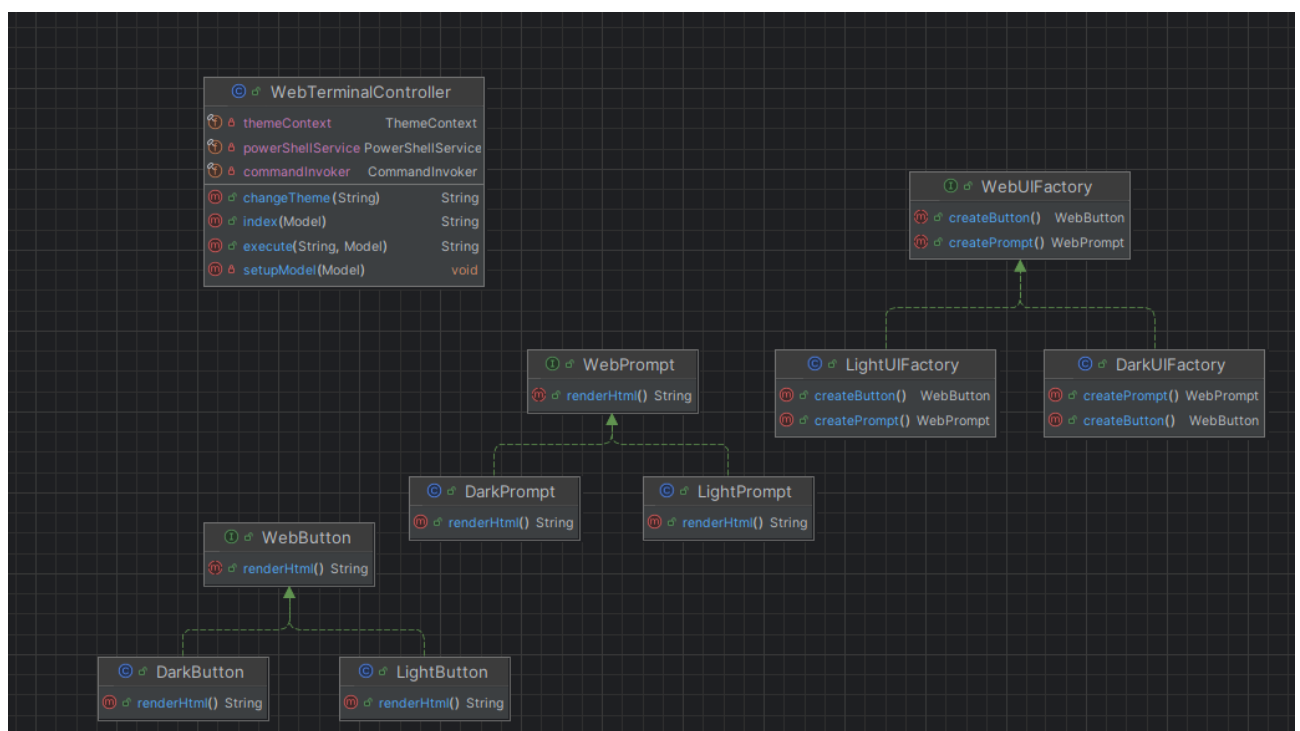 WebTerminalController
themeContext ThemeContext
powerShellService PowerShellService
commandInvoker CommandInvoker
changeTheme(String) String
index(Model) String
execute(String, Model) String
setupModel(Model) void
WebUIFactory
createButton() WebButton
createPrompt() WebPrompt
LightUIFactory
createButton() WebButton
createPrompt() WebPrompt
DarkUIFactory
createPrompt() WebPrompt
createButton() WebButton
WebPrompt
renderHtml() String
DarkPrompt
renderHtml() String
LightPrompt
renderHtml() String
WebButton
renderHtml() String
DarkButton
renderHtml() String
LightButton
renderHtml() String